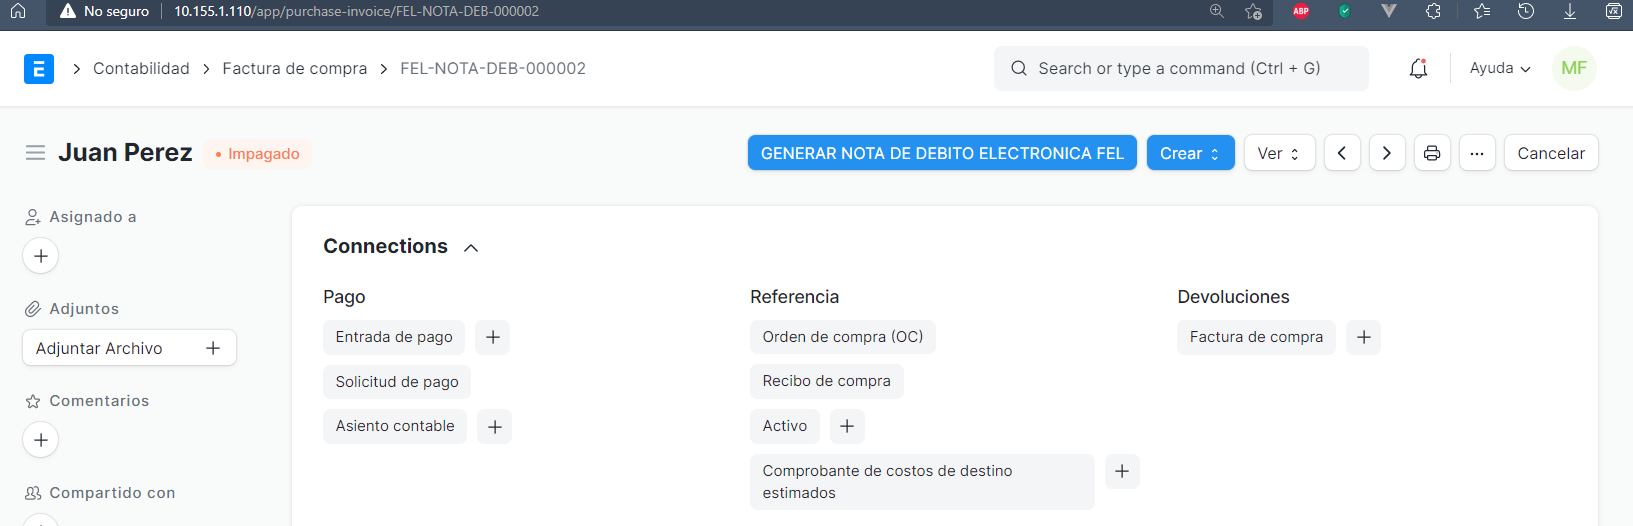 No seguro 10.155.1.110/app/purchase-invoice/FEL-NOTA-DEB-000002
ABP
E Contabilidad Factura de compra FEL-NOTA-DEB-000002 Search or type a command (Ctrl + G) Ayuda MF
Juan Perez Impagado GENERAR NOTA DE DEBITO ELECTRONICA FEL Crear Ver ... Cancelar
Asignado a
+
Adjuntos
Adjuntar Archivo +
Comentarios
+
Compartido con
Connections
Pago
Entrada de pago +
Solicitud de pago
Asiento contable +
Referencia
Orden de compra (OC)
Recibo de compra
Activo +
Comprobante de costos de destino
estimados +
Devoluciones
Factura de compra +